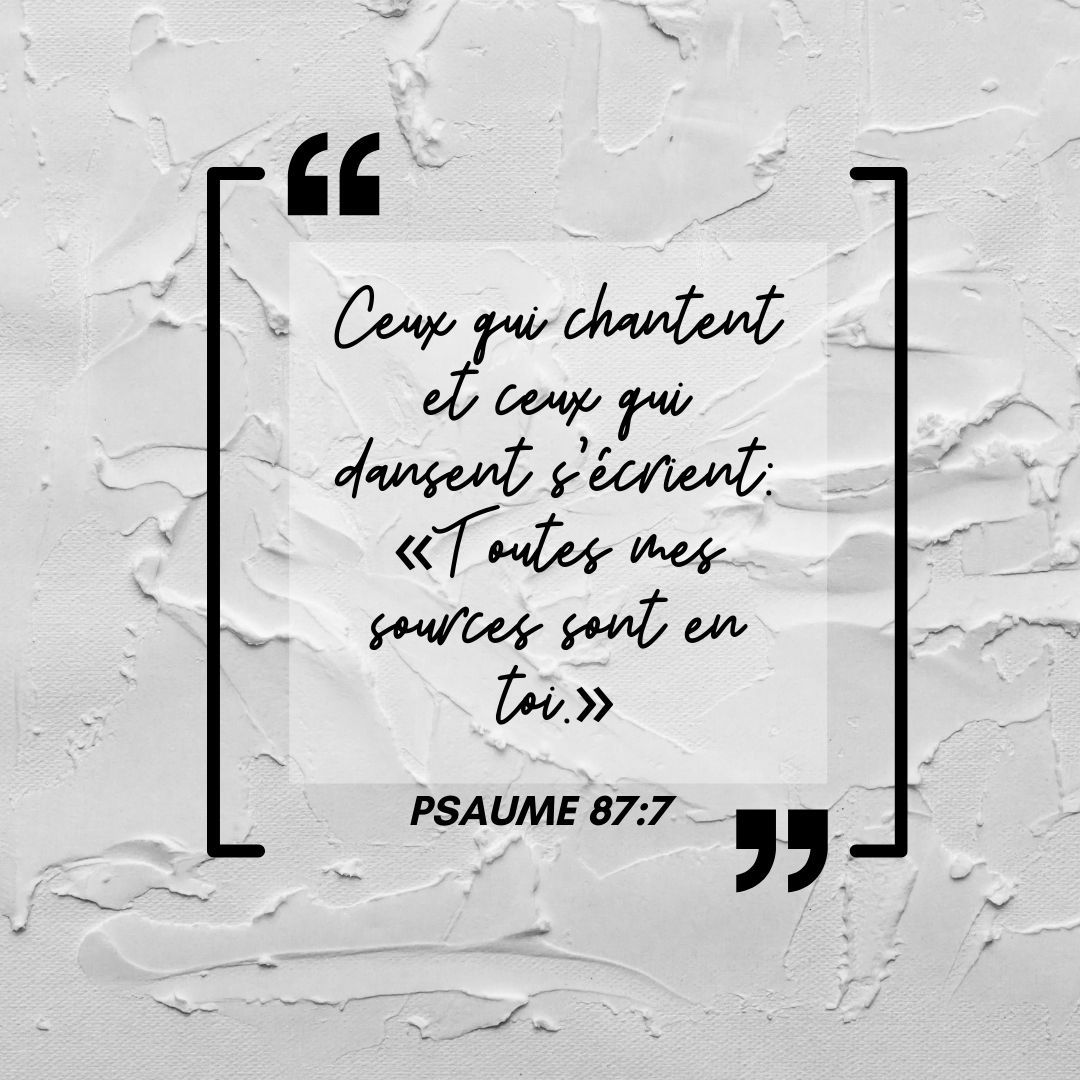 “
Ceux qui chantent
et ceux qui
dansent s'écrient:
«Toutes mes
sources sont en
toi.»
PSAUME 87:7
”